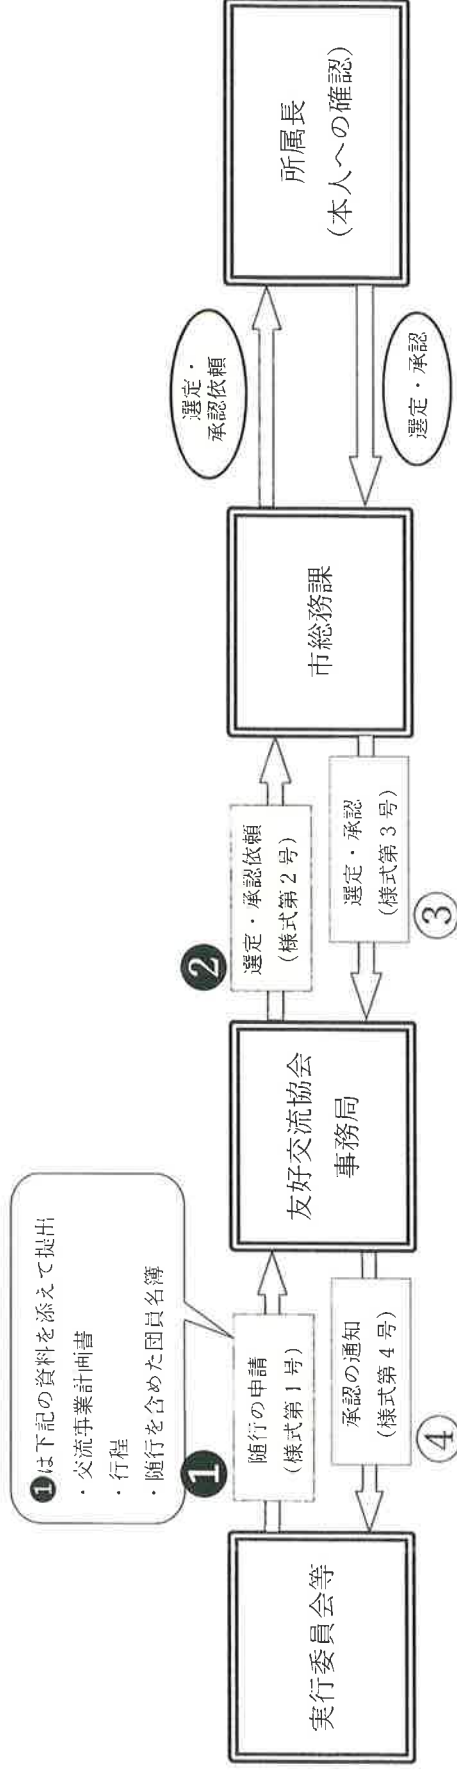 ❶は下記の資料を添えて提出
・交流事業計画書
・行程
・随行を含めた団員名簿
❶
随行の申請
(様式第1号)
❷
選定・承認依頼
(様式第2号)
選定・
承認依頼
実行委員会等
友好交流協会
事務局
市総務課
所属長
(本人への確認)
承認の通知
(様式第4号)
④
選定・承認
(様式第3号)
③
選定・承認